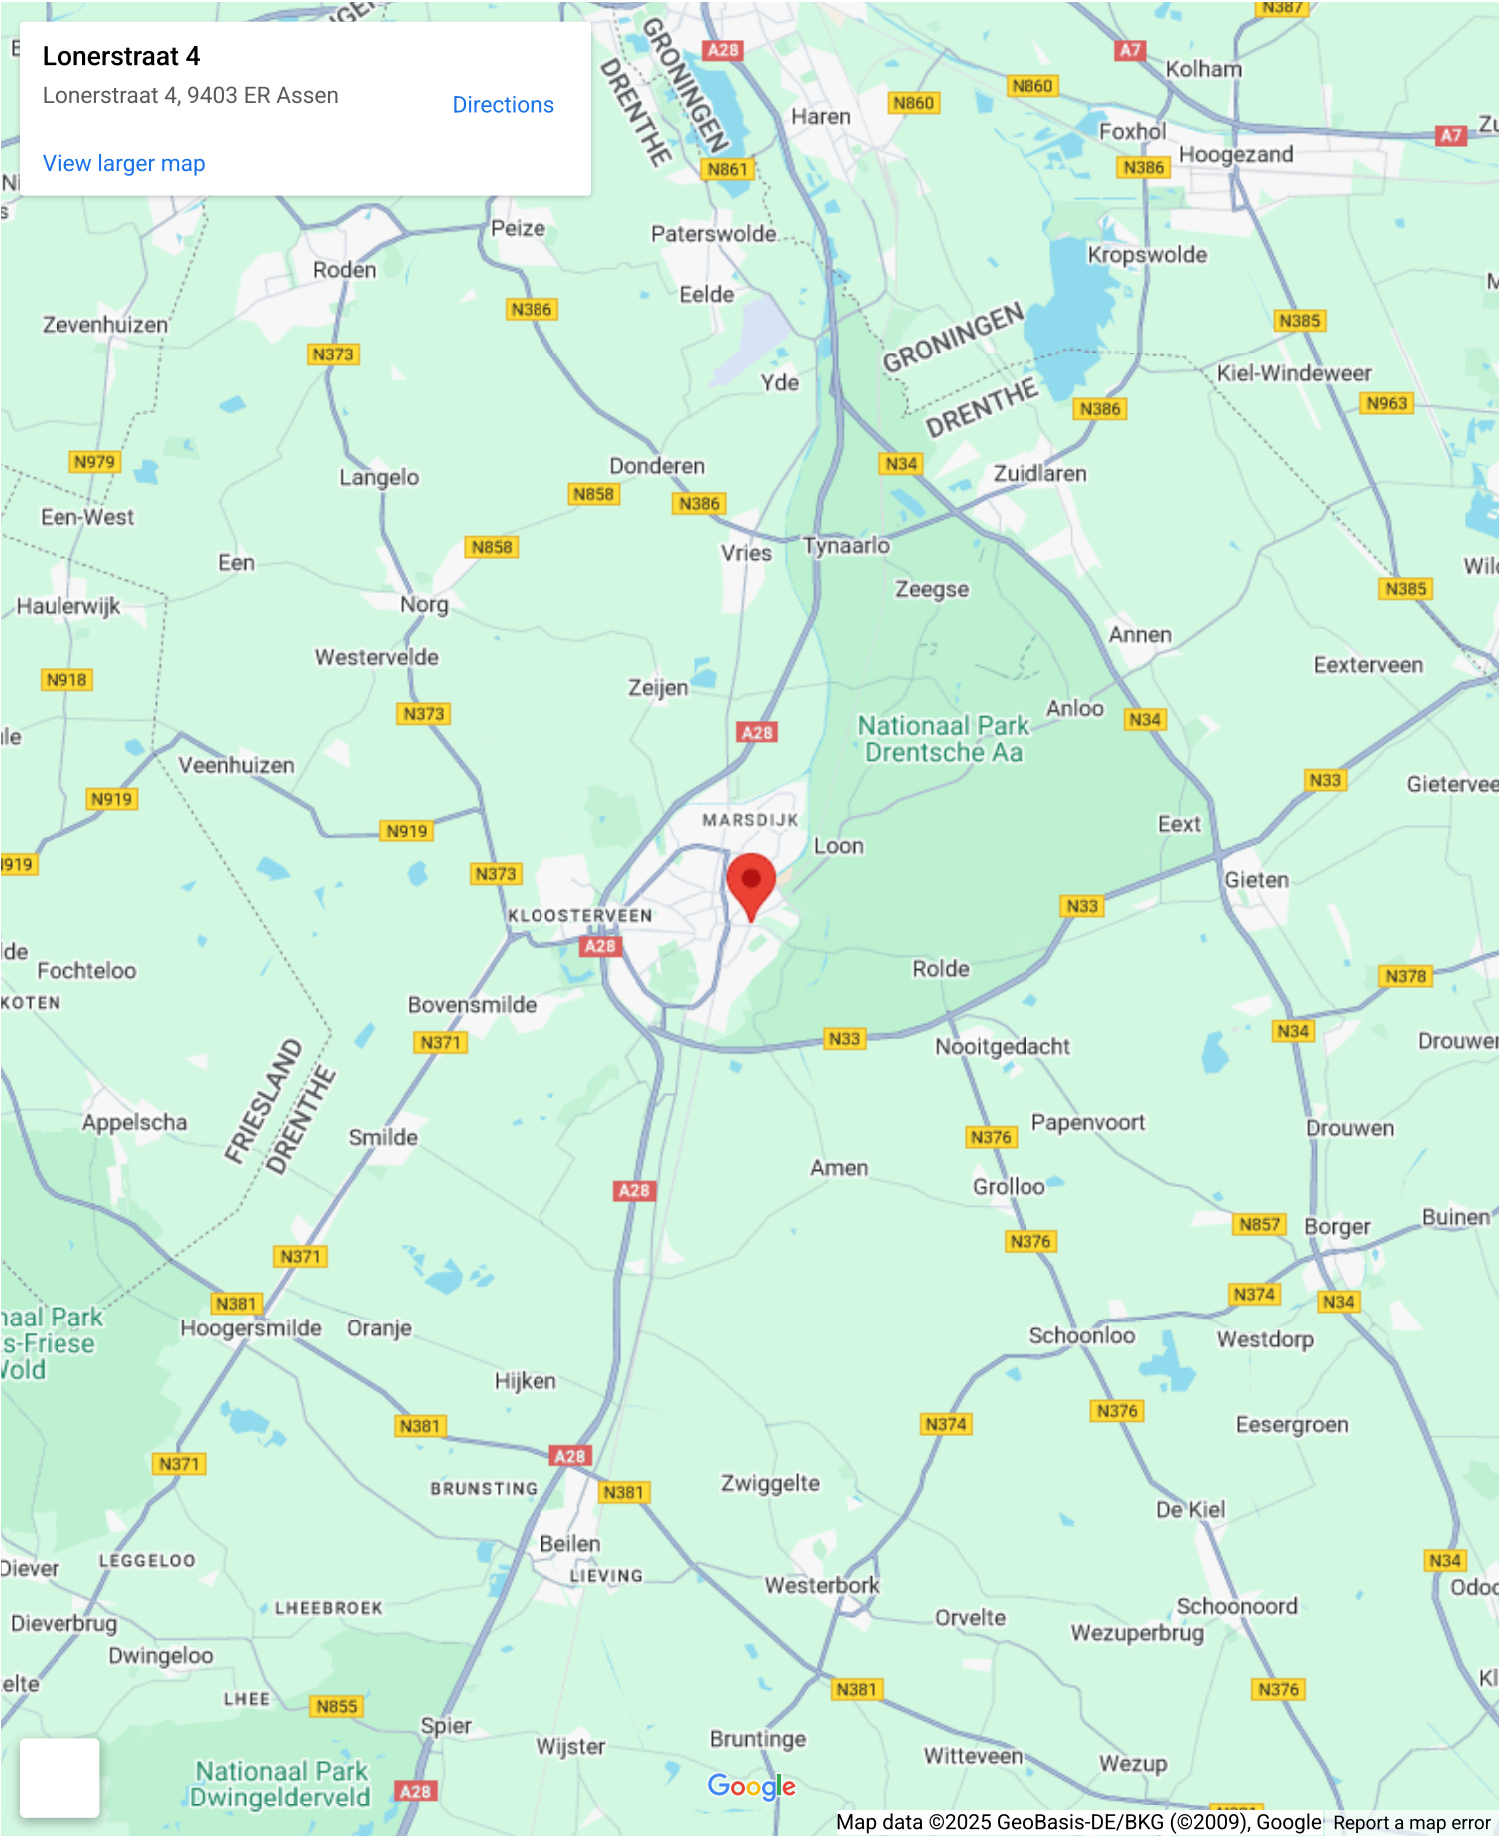 Lonerstraat 4
Lonerstraat 4, 9403 ER Assen
Directions
View larger map
GRONINGEN
DRENTHE
A28
N387
A7
Kolham
N860
N860
Haren
Foxhol
A7
Hoogezand
N861
N386
Peize
Paterswolde
Kropswolde
Roden
Eelde
N386
Zevenhuizen
GRONINGEN
DRENTHE
N385
N373
Yde
Kiel-Windeweer
N386
N963
N979
Langelo
Donderen
N34
Zuidlaren
N858
N386
Een-West
N858
Vries
Tynaarlo
Een
Zeegse
N385
Haulerwijk
Norg
Annen
Westervelde
Eexterveen
N918
Zeijen
Anloo
N373
A28
Nationaal Park
Drentsche Aa
N34
Veenhuizen
N33
N919
MARSDIJK
Eext
N919
Loon
N919
N373
Gieten
KLOOSTERVEEN
N33
A28
Fochteloo
Rolde
N378
Bovensmilde
N34
N371
N33
Nooitgedacht
FRIESLAND
DRENTHE
Appelscha
Smilde
N376
Papenvoort
Drouwen
Amen
A28
Grolloo
N857
Borger
Buinen
N371
N376
N381
N374
N34
Hoogersmilde
Oranje
Schoonloo
Westdorp
Hijken
N381
N374
N376
Eesergroen
N371
A28
BRUNSTING
N381
Zwiggelte
De Kiel
Beilen
LEGGELOO
LIEVING
N34
Diever
Westerbork
LHEEBROEK
Schoonoord
Dieverbrug
Orvelte
Wezuperbrug
Dwingeloo
LHEE
N855
N381
N376
Spier
Wijster
Bruntinge
Witteveen
Wezup
Nationaal Park
Dwingelderveld
A28
Google
Map data ©2025 GeoBasis-DE/BKG (©2009), Google
Report a map error